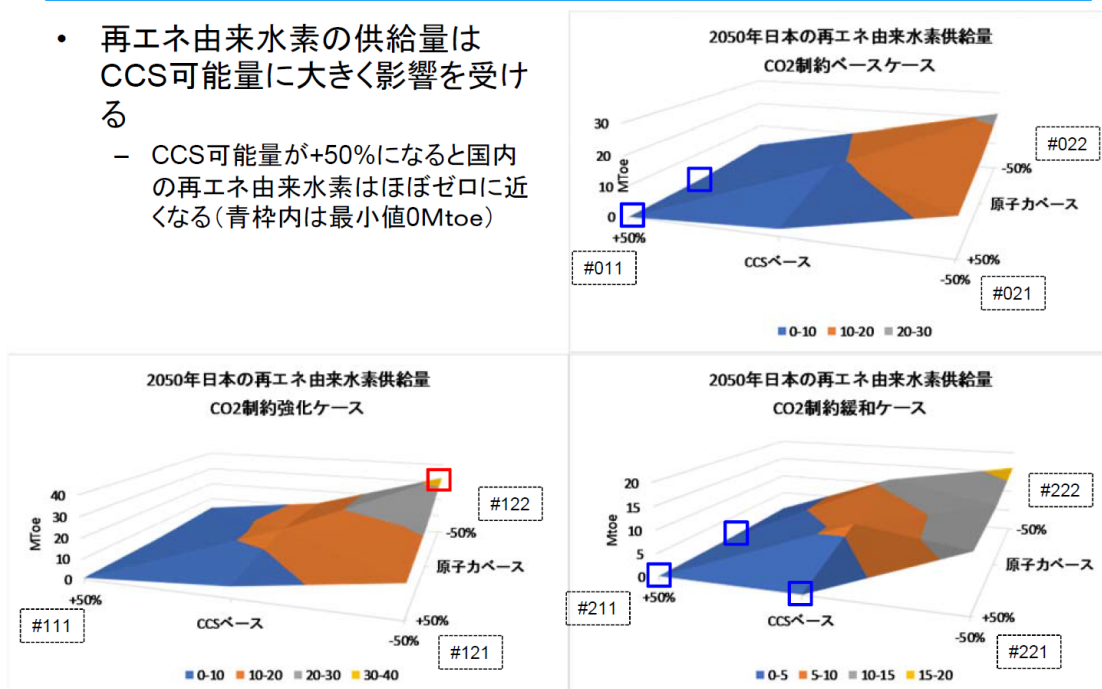 • 再エネ由来水素の供給量は
CCS可能量に大きく影響を受け
る
– CCS可能量が+50%になると国内
の再エネ由来水素はほぼゼロに近
くなる(青枠内は最小値0Mtoe)
2050年日本の再エネ由来水素供給量
CO2制約ベースケース
30
20
10
0
MToe
+50%
CCSベース
-50%
+50%
原子力ベース
-50%
#011
#021
#022
0-10 10-20 20-30
2050年日本の再エネ由来水素供給量
CO2制約強化ケース
40
30
20
10
0
MToe
+50%
CCSベース
-50%
+50%
原子力ベース
-50%
#111
#121
#122
0-10 10-20 20-30 30-40
2050年日本の再エネ由来水素供給量
CO2制約緩和ケース
20
15
10
5
0
MToe
+50%
CCSベース
-50%
+50%
原子力ベース
-50%
#211
#221
#222
0-5 5-10 10-15 15-20